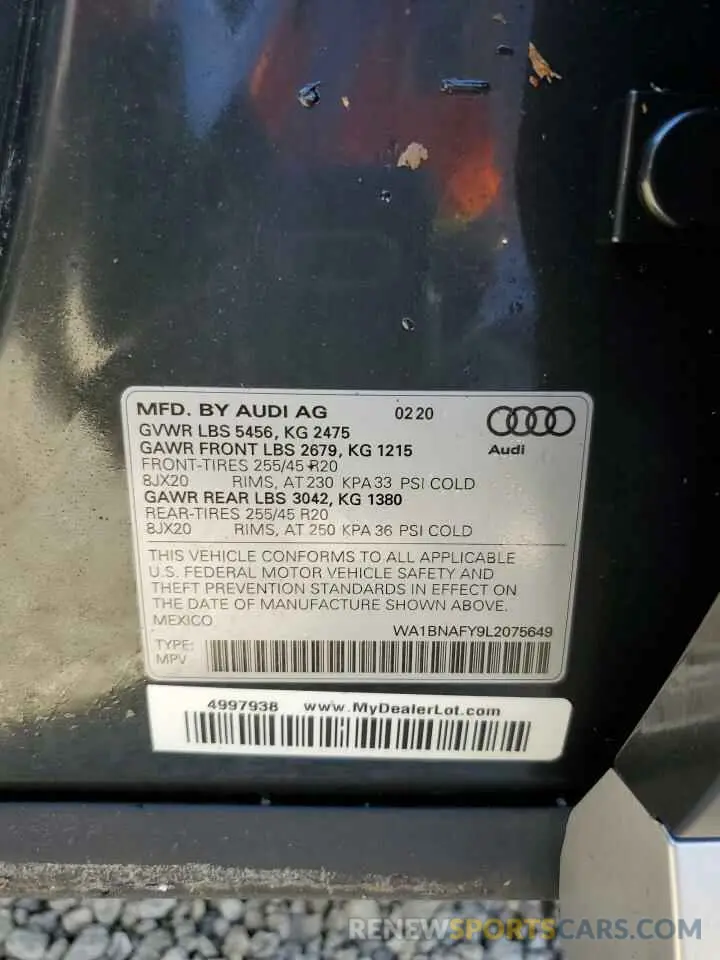 MFD. BY AUDI AG 02 20
GVWR LBS 5456, KG 2475
GAWR FRONT LBS 2679, KG 1215
Audi
FRONT-TIRES 255/45 R20
8JX20 RIMS, AT 230 KPA 33 PSI COLD
GAWR REAR LBS 3042, KG 1380
REAR-TIRES 255/45 R20
8JX20 RIMS, AT 250 KPA 36 PSI COLD
THIS VEHICLE CONFORMS TO ALL APPLICABLE
U.S. FEDERAL MOTOR VEHICLE SAFETY AND
THEFT PREVENTION STANDARDS IN EFFECT ON
THE DATE OF MANUFACTURE SHOWN ABOVE.
MEXICO WA1BNAFY9L2075649
TYPE:
MPV
4997938 www.MyDealerLot.com
RENEWSPORTSCARS.COM